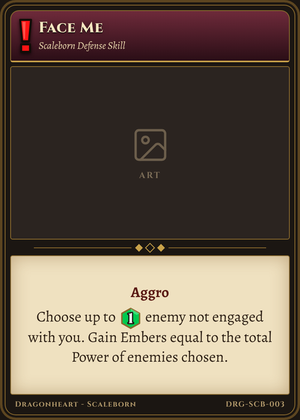 Face Me
Scaleborn Defense Skill
ART
Aggro
Choose up to 1 enemy not engaged
with you. Gain Embers equal to the total
Power of enemies chosen.
Dragonheart - Scaleborn DRG-SCB-003